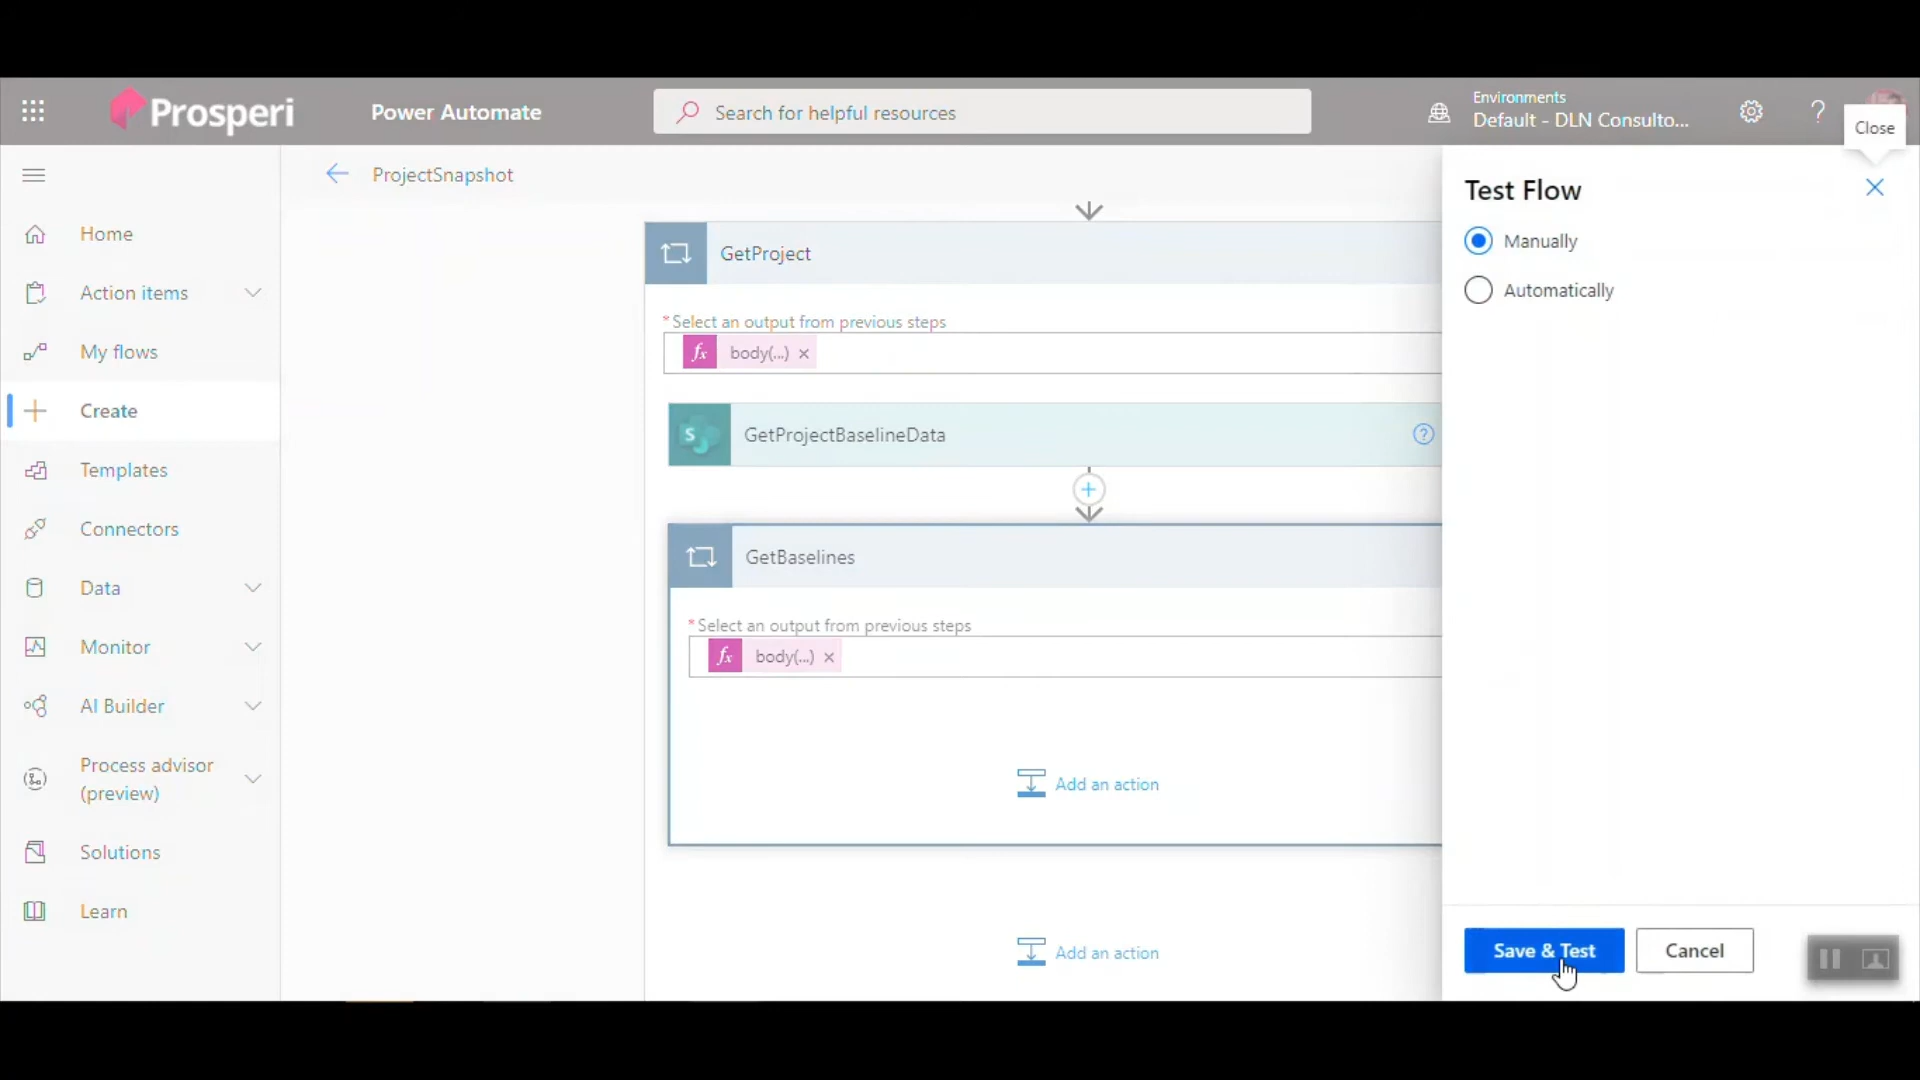 Prosperi
Power Automate
Search for helpful resources
Environments
Default - DLN Consulto...
?
Close
ProjectSnapshot
Home
Action items
My flows
Create
Templates
Connectors
Data
Monitor
AI Builder
Process advisor
(preview)
Solutions
Learn
GetProject
* Select an output from previous steps
fx body(...) ×
S GetProjectBaselineData ?
GetBaselines
* Select an output from previous steps
fx body(...) ×
Add an action
Add an action
Test Flow
Manually
Automatically
Save & Test
Cancel